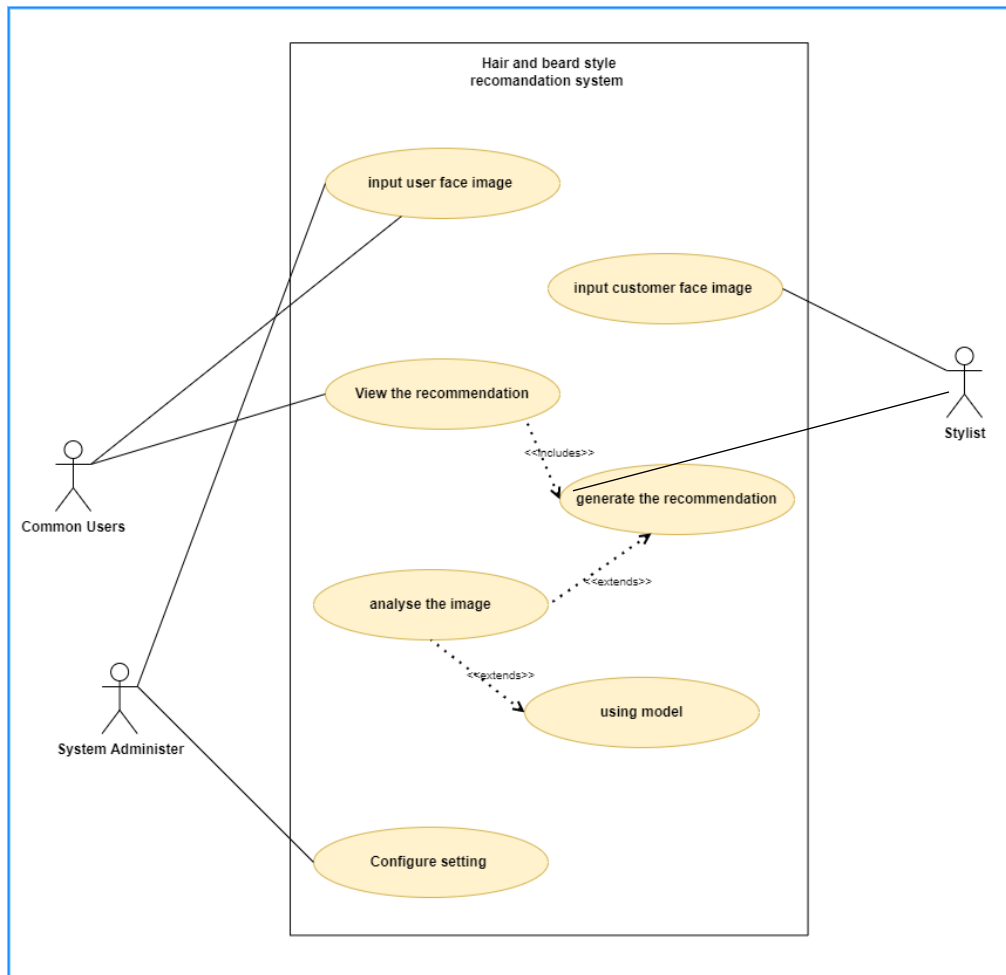 Hair and beard style
recomandation system
input user face image
input customer face image
View the recommendation
Stylist
<<includes>>
generate the recommendation
Common Users
<<extends>>
analyse the image
<<extends>>
using model
System Administer
Configure setting